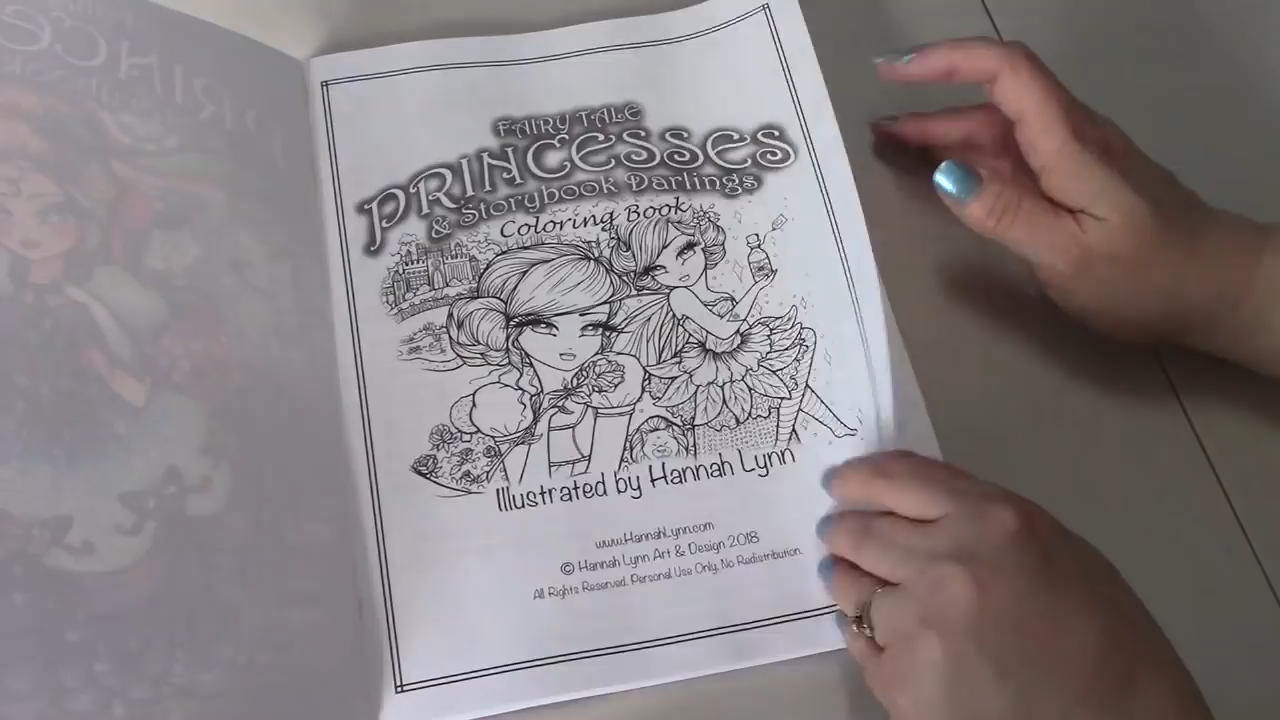 FAIRY TALE
PRINCESSES
& Storybook Darlings
Coloring Book
Illustrated by Hannah Lynn
www.HannahLynn.com
© Hannah Lynn Art & Design 2018
All Rights Reserved. Personal Use Only. No Redistribution.